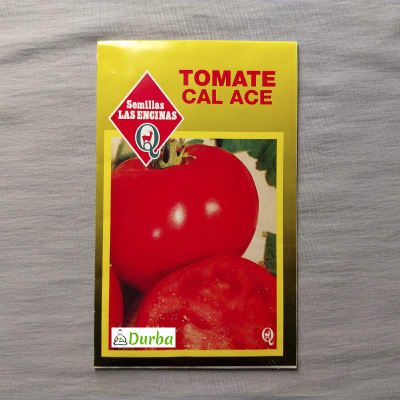 TOMATE
CAL ACE
Semillas
LAS ENCINAS
Q
Durba
Q